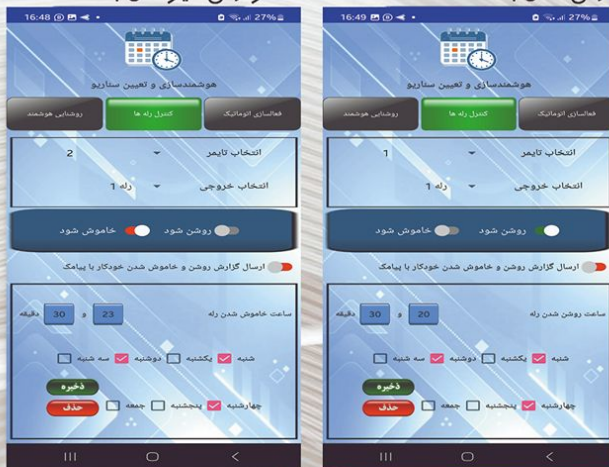 16:49
27%
هوشمندسازی و تعیین سناریو
فعالسازی اتوماتیک کنترل رله ها روشنایی هوشمند
انتخاب تایمر 1
انتخاب خروجی رله 1
روشن شود خاموش شود
ارسال گزارش روشن و خاموش شدن خودکار با پیامک
ساعت روشن شدن رله 20 و 30 دقیقه
شنبه یکشنبه دوشنبه سه شنبه
چهارشنبه پنجشنبه جمعه
ذخیره
حذف
16:48
27%
هوشمندسازی و تعیین سناریو
فعالسازی اتوماتیک کنترل رله ها روشنایی هوشمند
انتخاب تایمر 2
انتخاب خروجی رله 1
روشن شود خاموش شود
ارسال گزارش روشن و خاموش شدن خودکار با پیامک
ساعت خاموش شدن رله 23 و 30 دقیقه
شنبه یکشنبه دوشنبه سه شنبه
چهارشنبه پنجشنبه جمعه
ذخیره
حذف